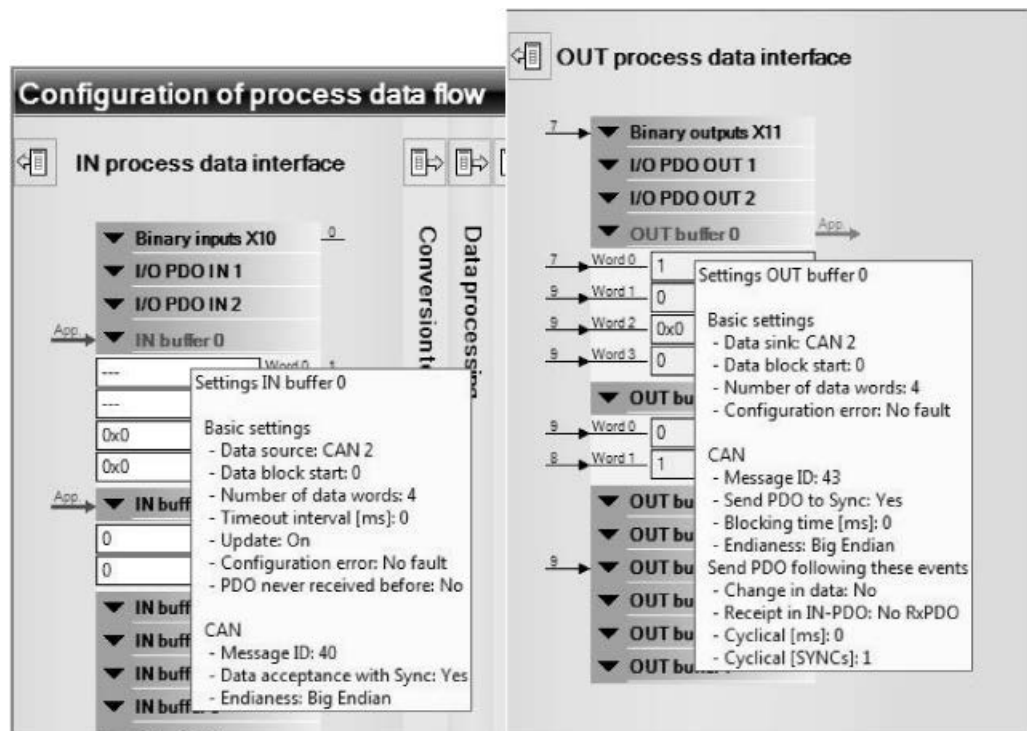 Configuration of process data flow
IN process data interface
Binary inputs X10
0
I/O PDO IN 1
I/O PDO IN 2
App.
IN buffer 0
---
Word 0
1
---
0x0
0x0
App.
IN buff
0
0
IN buff
IN buff
IN buff
IN buff
Settings IN buffer 0
Basic settings
- Data source: CAN 2
- Data block start: 0
- Number of data words: 4
- Timeout interval [ms]: 0
- Update: On
- Configuration error: No fault
- PDO never received before: No
CAN
- Message ID: 40
- Data acceptance with Sync: Yes
- Endianess: Big Endian
Conversion t
Data processing
OUT process data interface
7
Binary outputs X11
I/O PDO OUT 1
I/O PDO OUT 2
OUT buffer 0
App.
7 Word 0 1
9 Word 1 0
9 Word 2 0x0
9 Word 3 0
OUT bu
9 Word 0 0
8 Word 1 1
OUT bu
OUT bu
9 OUT bu
OUT bu
OUT bu
OUT bu
Settings OUT buffer 0
Basic settings
- Data sink: CAN 2
- Data block start: 0
- Number of data words: 4
- Configuration error: No fault
CAN
- Message ID: 43
- Send PDO to Sync: Yes
- Blocking time [ms]: 0
- Endianess: Big Endian
Send PDO following these events
- Change in data: No
- Receipt in IN-PDO: No RxPDO
- Cyclical [ms]: 0
- Cyclical [SYNCs]: 1